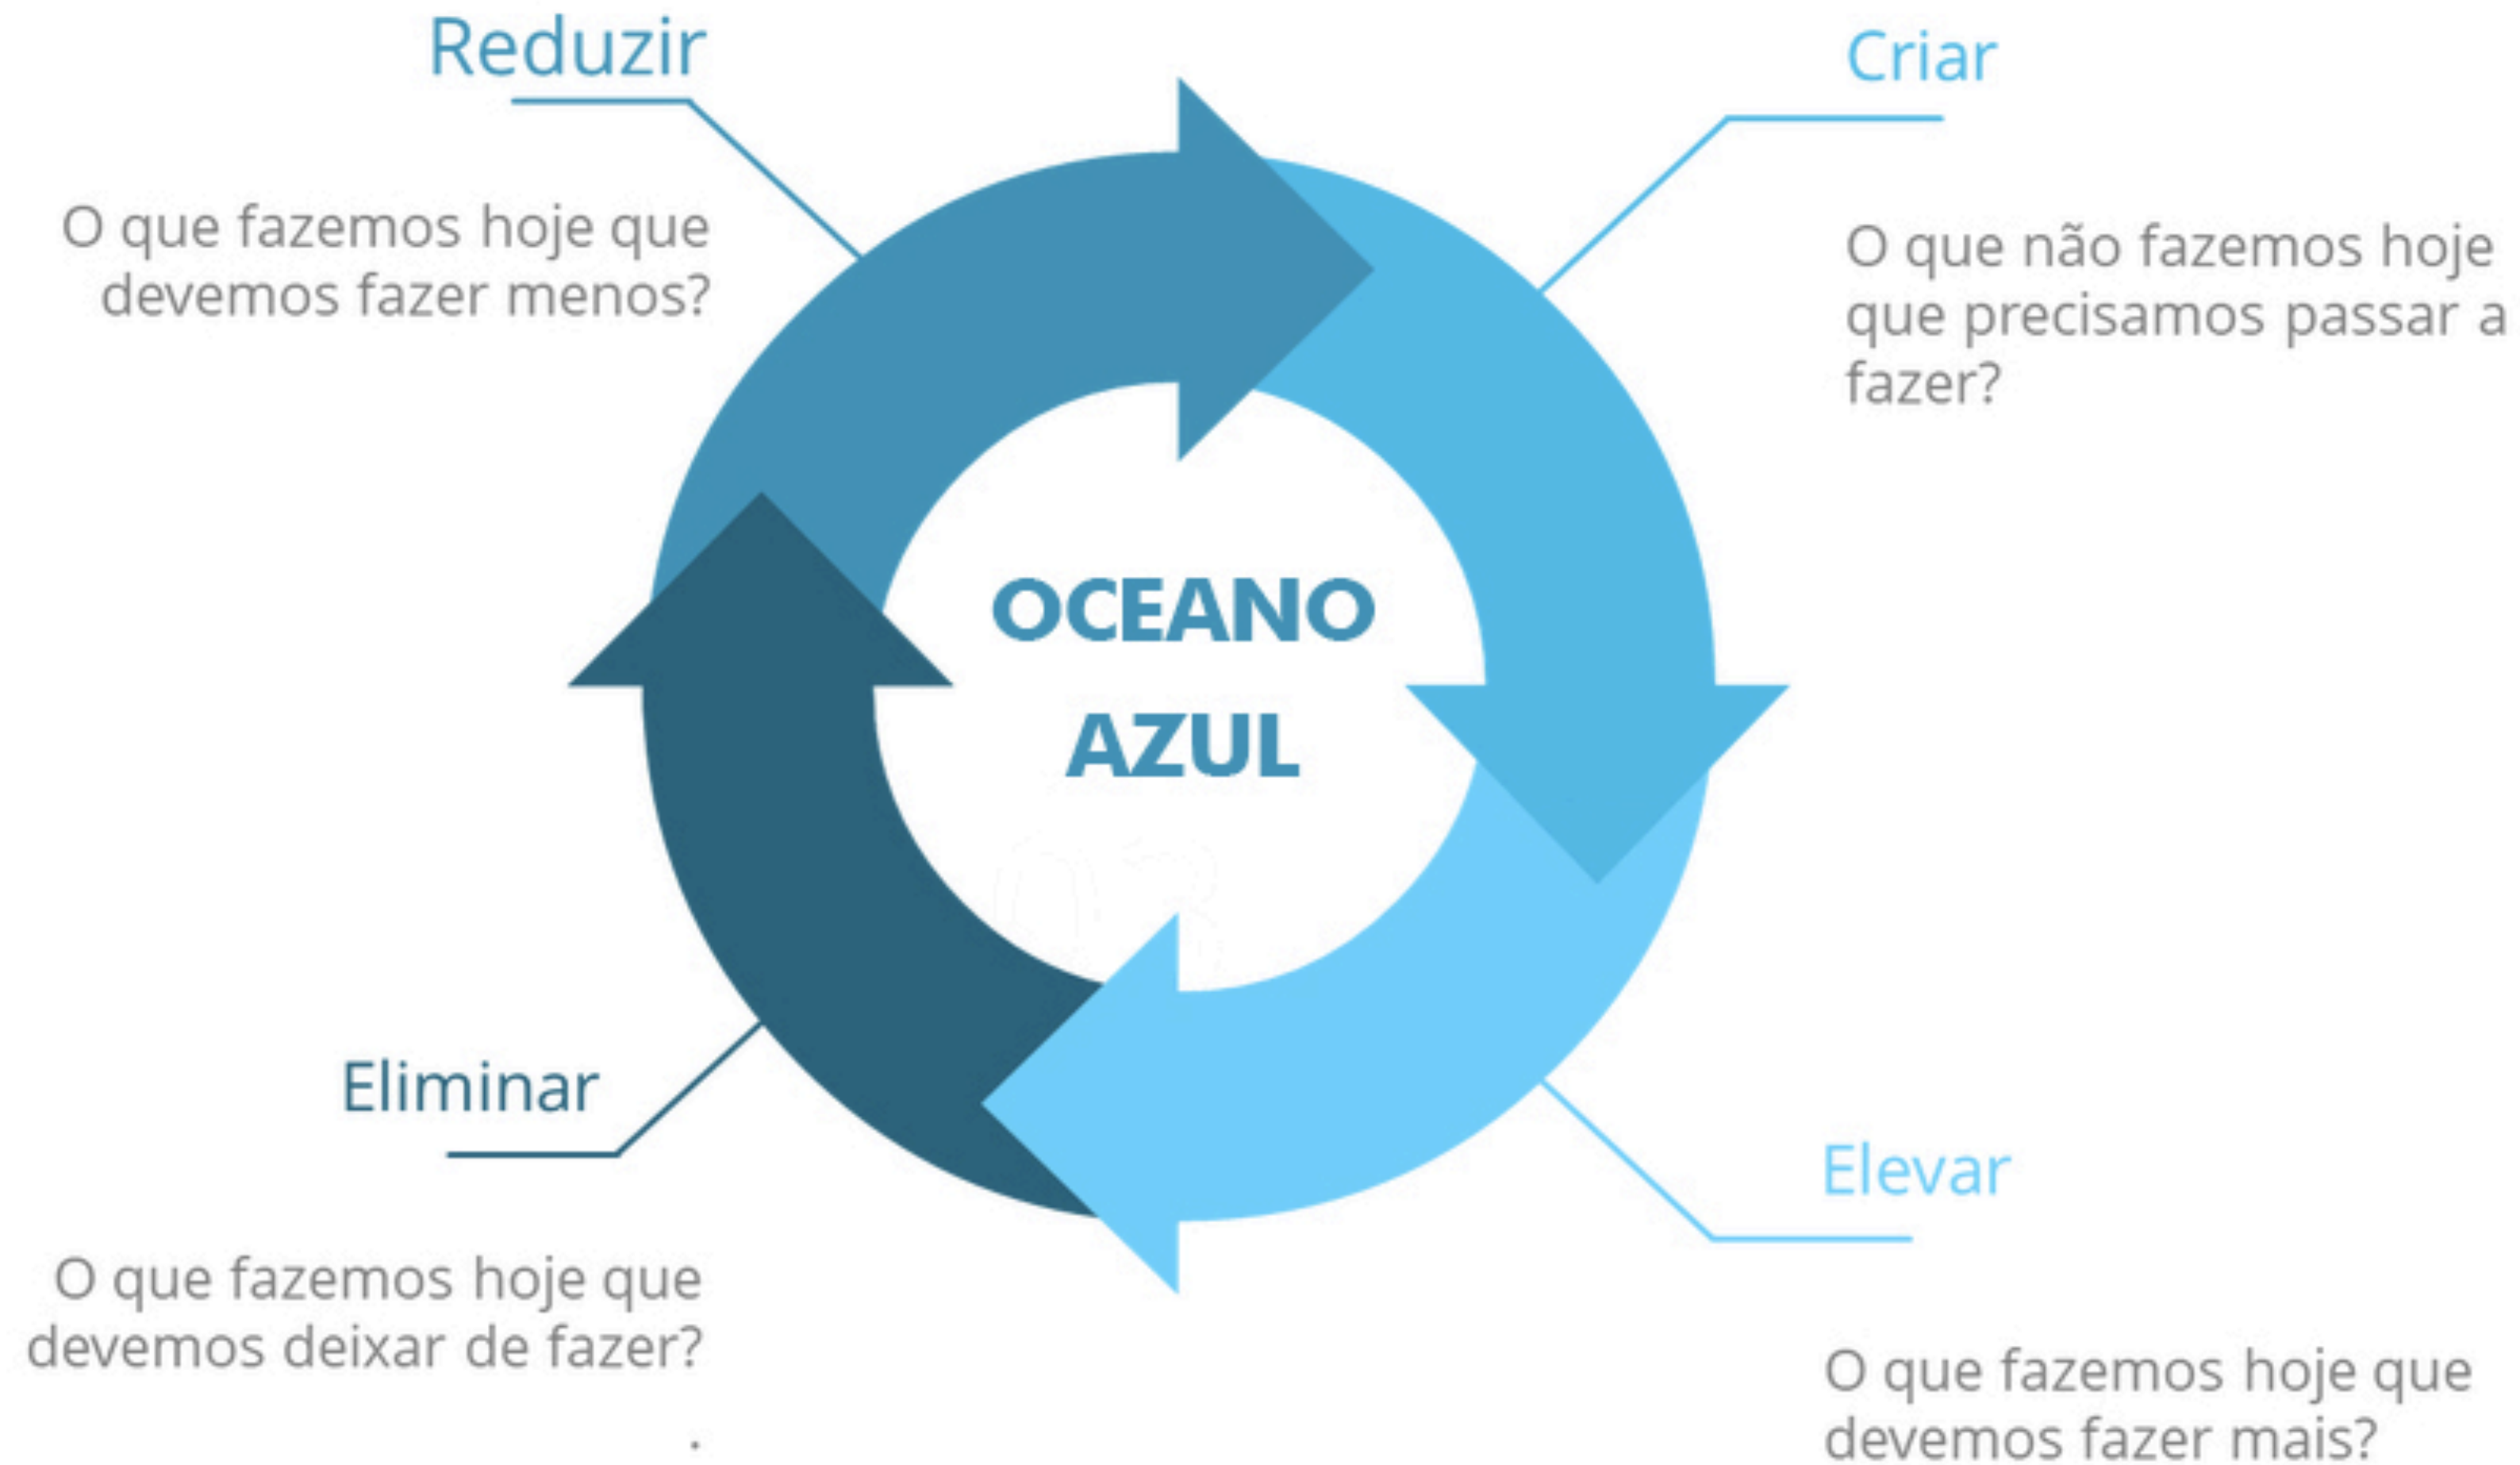 Reduzir
O que fazemos hoje que
devemos fazer menos?
Criar
O que não fazemos hoje
que precisamos passar a
fazer?
OCEANO
AZUL
Eliminar
O que fazemos hoje que
devemos deixar de fazer?
.
Elevar
O que fazemos hoje que
devemos fazer mais?